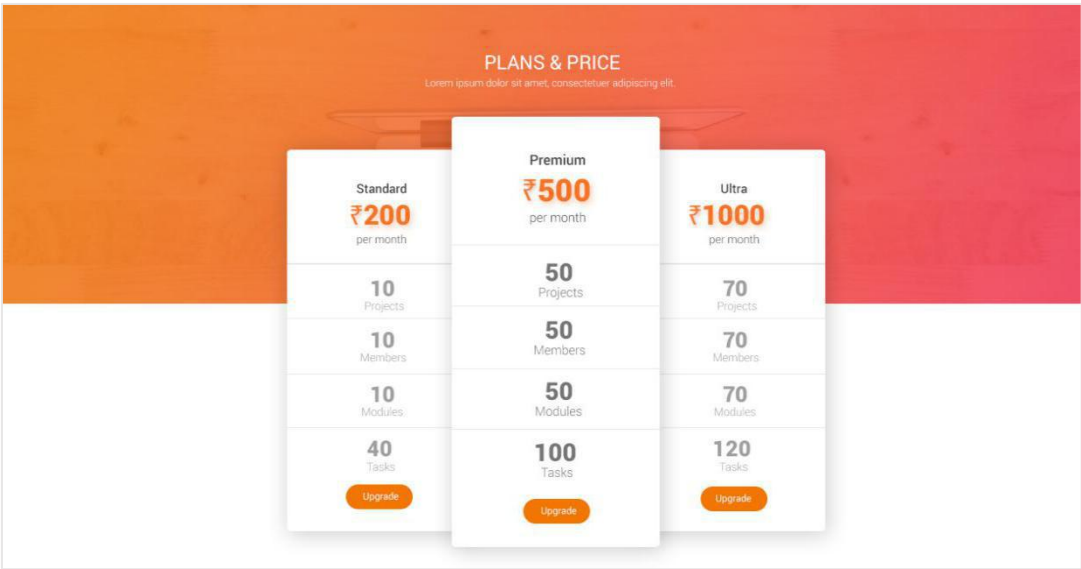 PLANS & PRICE
Lorem ipsum dolor sit amet, consectetuer adipiscing elit.
Standard
₹200
per month
10
Projects
10
Members
10
Modules
40
Tasks
Upgrade
Premium
₹500
per month
50
Projects
50
Members
50
Modules
100
Tasks
Upgrade
Ultra
₹1000
per month
70
Projects
70
Members
70
Modules
120
Tasks
Upgrade